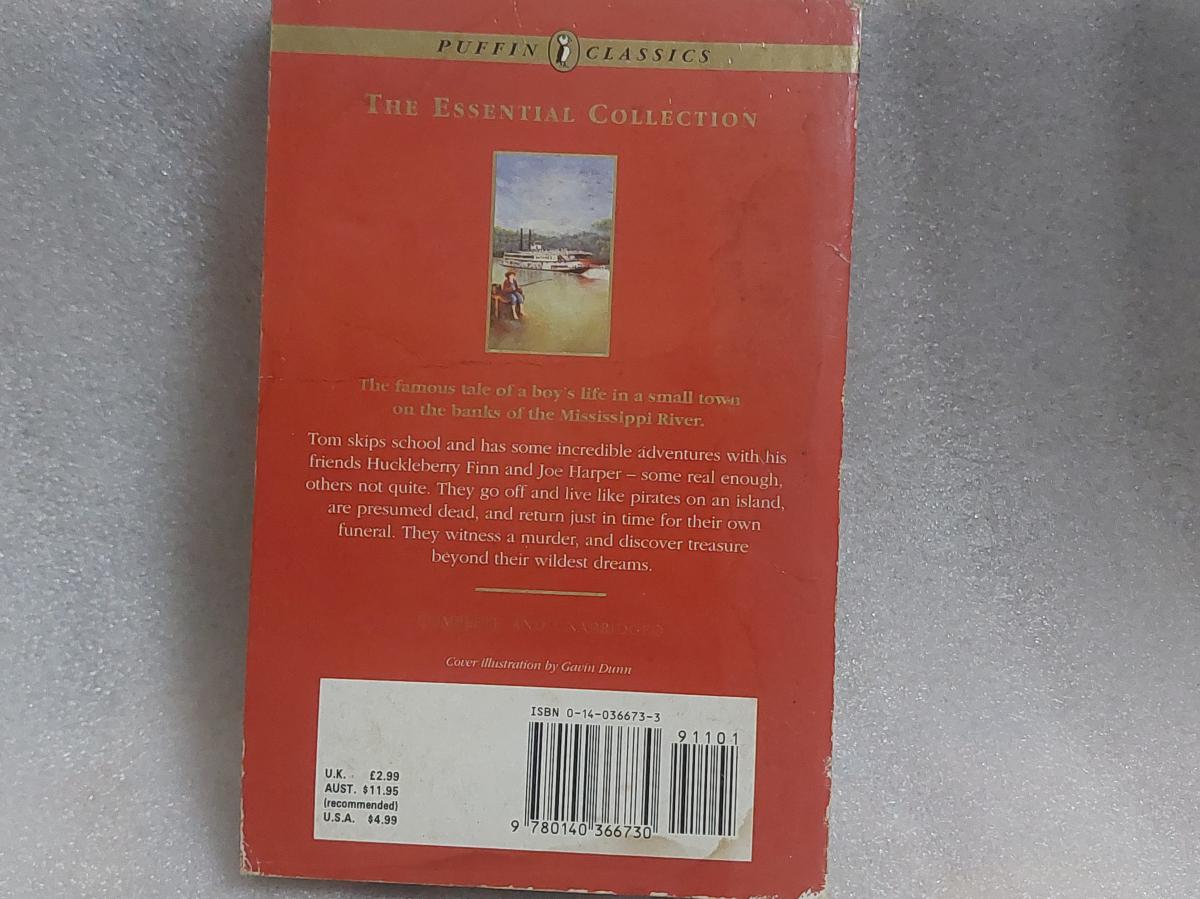 PUFFIN CLASSICS
THE ESSENTIAL COLLECTION
The famous tale of a boy's life in a small town
on the banks of the Mississippi River.
Tom skips school and has some incredible adventures with his
friends Huckleberry Finn and Joe Harper – some real enough,
others not quite. They go off and live like pirates on an island,
are presumed dead, and return just in time for their own
funeral. They witness a murder, and discover treasure
beyond their wildest dreams.
COMPLETE AND UNABRIDGED
Cover illustration by Gavin Dunn
ISBN 0-14-036673-3
91101
U.K. £2.99
AUST. $11.95
(recommended)
U.S.A. $4.99
9 780140 366730